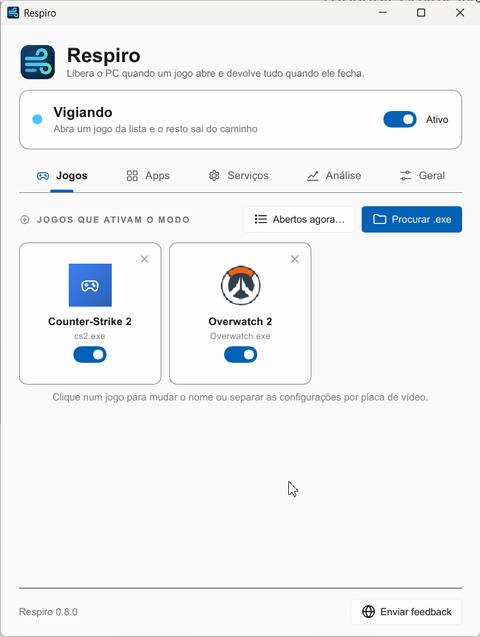 Respiro
Respiro
Libera o PC quando um jogo abre e devolve tudo quando ele fecha.
Vigiando
Abra um jogo da lista e o resto sai do caminho
Ativo
Jogos
Apps
Serviços
Análise
Geral
JOGOS QUE ATIVAM O MODO
Abertos agora...
Procurar .exe
Counter-Strike 2
cs2.exe
Overwatch 2
Overwatch.exe
Clique num jogo para mudar o nome ou separar as configurações por placa de vídeo.
Respiro 0.8.0
Enviar feedback